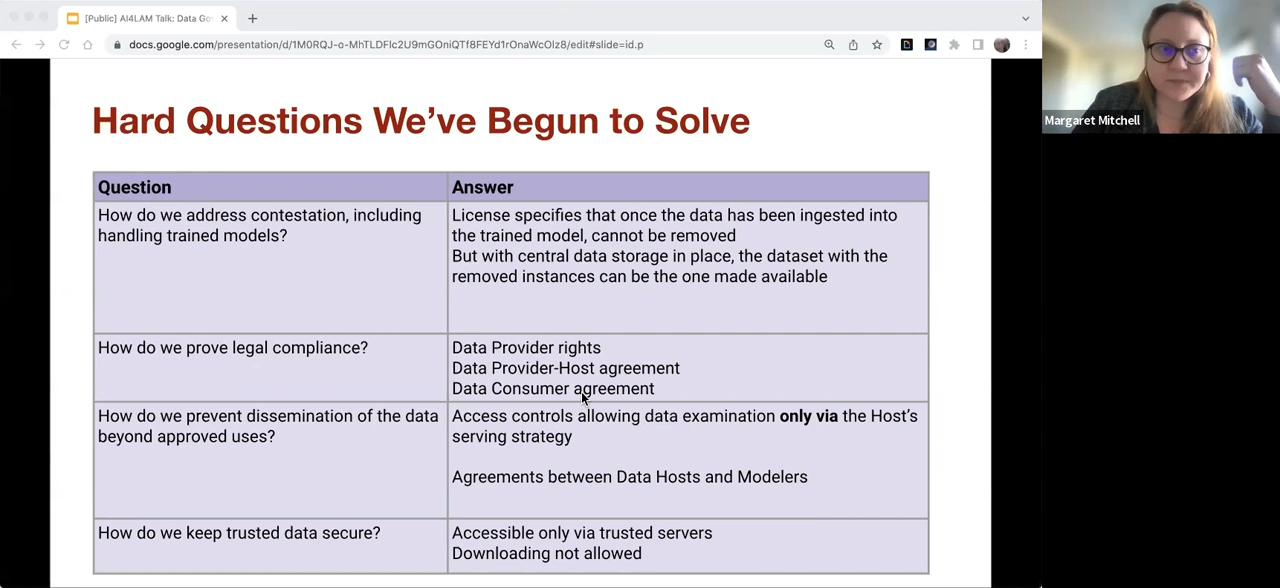 [Public] AI4LAM Talk: Data Go
docs.google.com/presentation/d/1M0RQJ-o-MhTLDFlc2U9mGOniQTf8FEYd1rOnaWcOlz8/edit#slide=id.p
Margaret Mitchell
Hard Questions We've Begun to Solve
Question
Answer
How do we address contestation, including
handling trained models?
License specifies that once the data has been ingested into
the trained model, cannot be removed
But with central data storage in place, the dataset with the
removed instances can be the one made available
How do we prove legal compliance?
Data Provider rights
Data Provider-Host agreement
Data Consumer agreement
How do we prevent dissemination of the data
beyond approved uses?
Access controls allowing data examination only via the Host's
serving strategy
Agreements between Data Hosts and Modelers
How do we keep trusted data secure?
Accessible only via trusted servers
Downloading not allowed